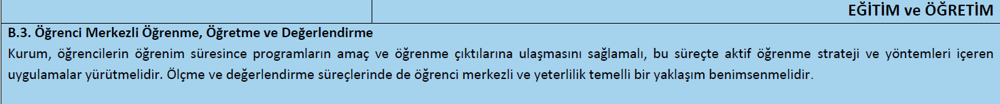 EĞİTİM ve ÖĞRETİM
B.3. Öğrenci Merkezli Öğrenme, Öğretme ve Değerlendirme
Kurum, öğrencilerin öğrenim süresince programların amaç ve öğrenme çıktılarına ulaşmasını sağlamalı, bu süreçte aktif öğrenme strateji ve yöntemleri içeren
uygulamalar yürütmelidir. Ölçme ve değerlendirme süreçlerinde de öğrenci merkezli ve yeterlilik temelli bir yaklaşım benimsenmelidir.